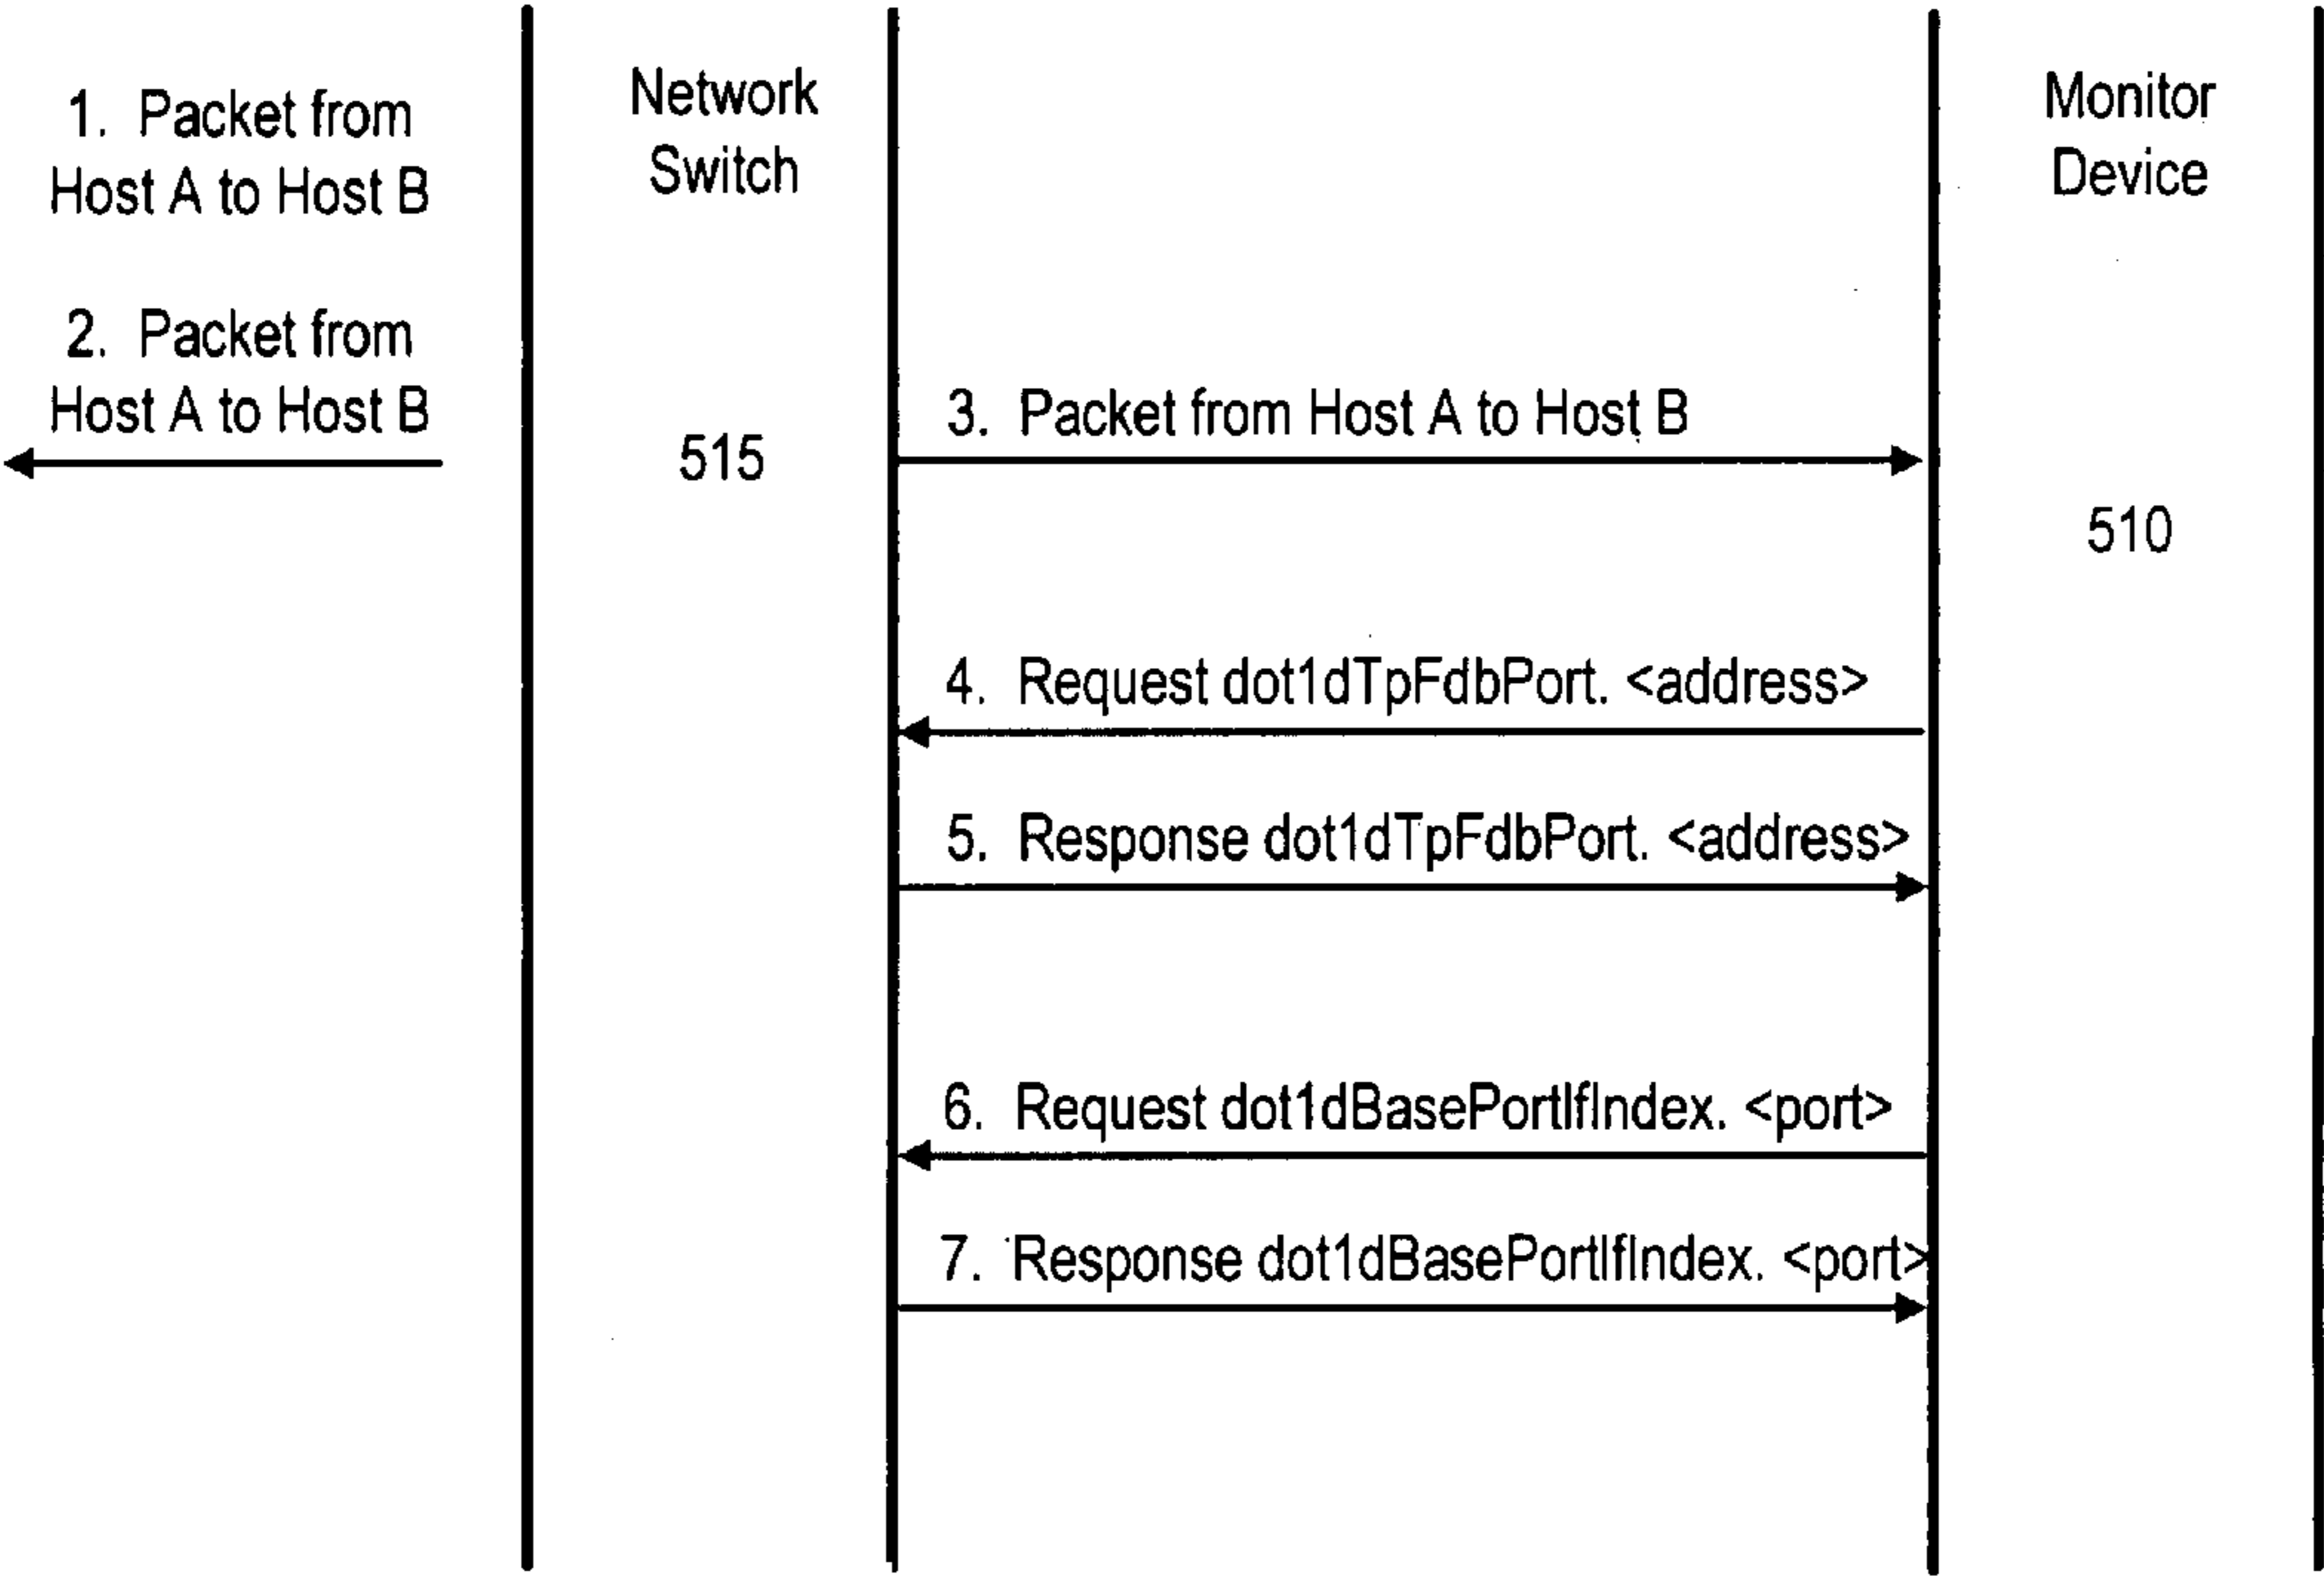 1. Packet from
Host A to Host B
2. Packet from
Host A to Host B
Network
Switch
515
3. Packet from Host A to Host B
4. Request dot1dTpFdbPort. <address>
5. Response dot1dTpFdbPort. <address>
6. Request dot1dBasePortIfIndex. <port>
7. Response dot1dBasePortIfIndex. <port>
Monitor
Device
510